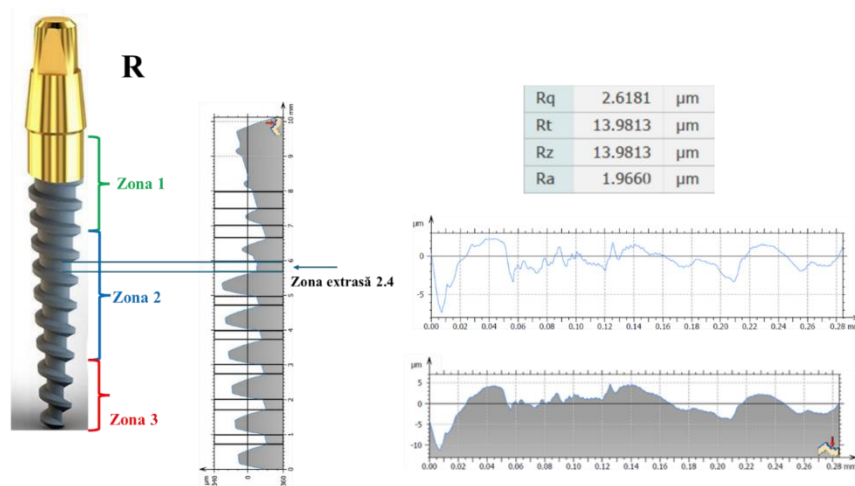 R
Zona 1
Zona 2
Zona 3
Zona extrasă 2.4
0 1 2 3 4 5 6 7 8 9 10 mm
µm
Rq 2.6181 µm
Rt 13.9813 µm
Rz 13.9813 µm
Ra 1.9660 µm
µm
0
-5
0.00 0.02 0.04 0.06 0.08 0.10 0.12 0.14 0.16 0.18 0.20 0.22 0.24 0.26 0.28 mm
µm
5
0
-5
-10
0.00 0.02 0.04 0.06 0.08 0.10 0.12 0.14 0.16 0.18 0.20 0.22 0.24 0.26 0.28 mm